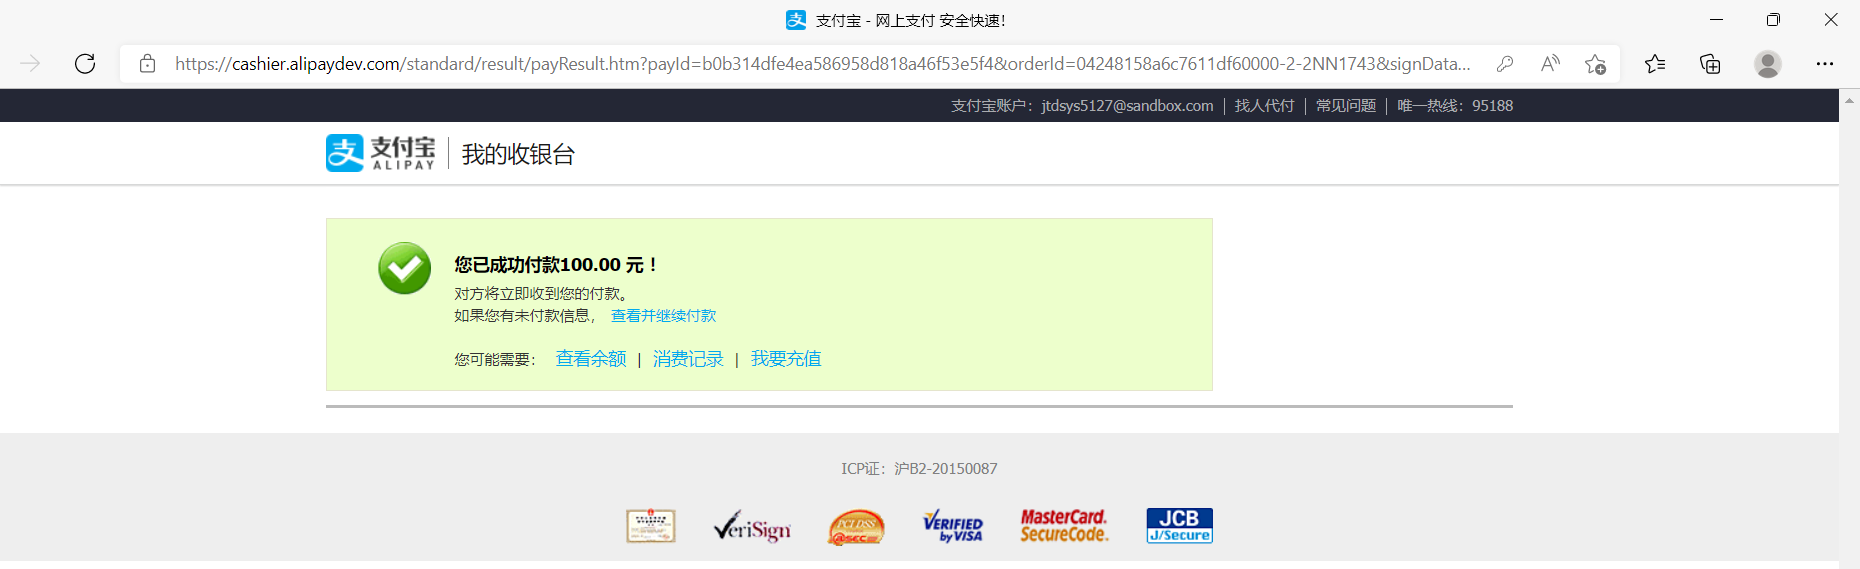 支付宝 - 网上支付 安全快速!
https://cashier.alipaydev.com/standard/result/payResult.htm?payId=b0b314dfe4ea586958d818a46f53e5f4&orderId=04248158a6c7611df60000-2-2NN1743&signData...
支付宝账户：jtdsys5127@sandbox.com | 找人代付 | 常见问题 | 唯一热线：95188
支 支付宝 ALIPAY | 我的收银台
您已成功付款100.00 元！
对方将立即收到您的付款。
如果您有未付款信息， 查看并继续付款
您可能需要： 查看余额 | 消费记录 | 我要充值
ICP证：沪B2-20150087
VeriSign PCI.DSS @SEC VERIFIED by VISA MasterCard. SecureCode. JCB J/Secure